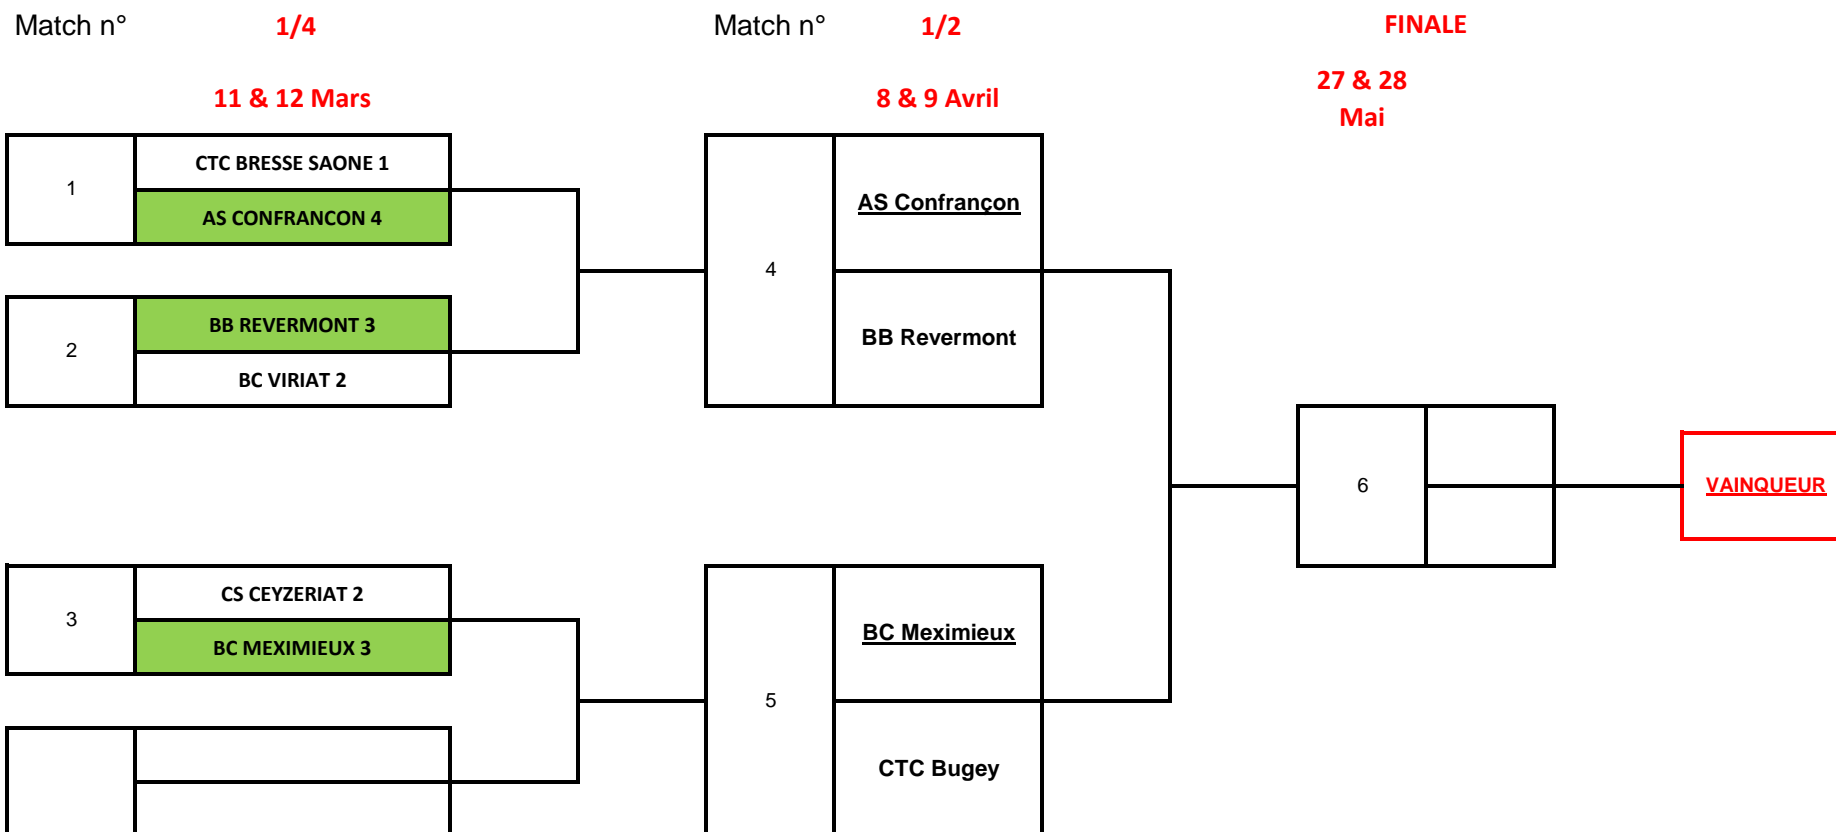 Match n° 1/4 Match n° 1/2 FINALE
11 & 12 Mars 8 & 9 Avril 27 & 28
Mai
1 CTC BRESSE SAONE 1
AS CONFRANCON 4
2 BB REVERMONT 3
BC VIRIAT 2
4 AS Confrançon
BB Revermont
6 VAINQUEUR
3 CS CEYZERIAT 2
BC MEXIMIEUX 3
5 BC Meximieux
CTC Bugey